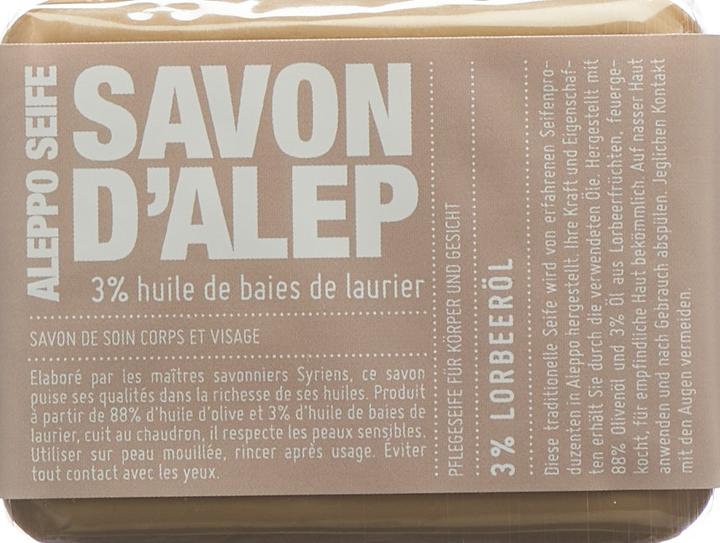 ALEPPO SEIFE
SAVON
D'ALEP
3% huile de baies de laurier
SAVON DE SOIN CORPS ET VISAGE
Elaboré par les maîtres savonniers Syriens, ce savon
puise ses qualités dans la richesse de ses huiles. Produit
à partir de 88% d'huile d'olive et 3% d'huile de baies de
laurier, cuit au chaudron, il respecte les peaux sensibles.
Utiliser sur peau mouillée, rincer après usage. Eviter
tout contact avec les yeux.
PFLEGESEIFE FÜR KÖRPER UND GESICHT
3% LORBEERÖL
Diese traditionelle Seife wird von erfahrenen Seifenpro-
duzenten in Aleppo hergestellt. Ihre Kraft und Eigenschaf-
ten erhält Sie durch die verwendeten Öle. Hergestellt mit
88% Olivenöl und 3% Öl aus Lorbeerfrüchten, feuerge-
kocht, für empfindliche Haut bekömmlich. Auf nasser Haut
anwenden und nach Gebrauch abspülen. Jeglichen Kontakt
mit den Augen vermeiden.